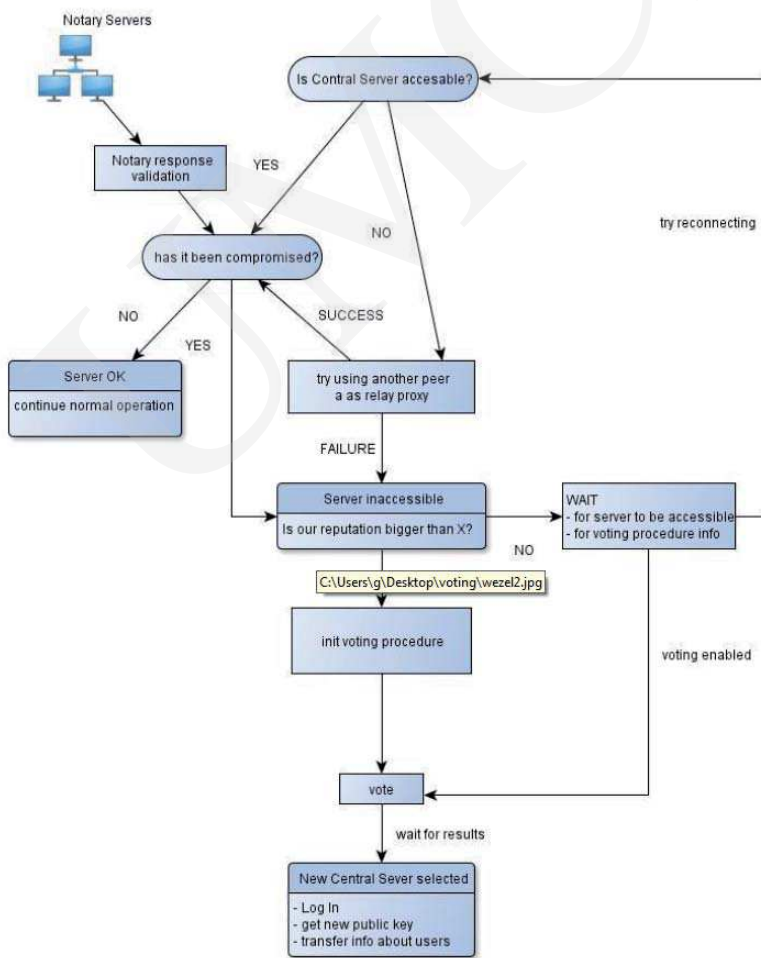 Notary Servers
Is Contral Server accesable?
Notary response
validation
YES
NO
try reconnecting
has it been compromised?
NO
YES
SUCCESS
Server OK
continue normal operation
try using another peer
a as relay proxy
FAILURE
Server inaccessible
Is our reputation bigger than X?
NO
WAIT
- for server to be accessible
- for voting procedure info
C:\Users\g\Desktop\voting\wezel2.jpg
init voting procedure
voting enabled
vote
wait for results
New Central Sever selected
- Log In
- get new public key
- transfer info about users
UMC